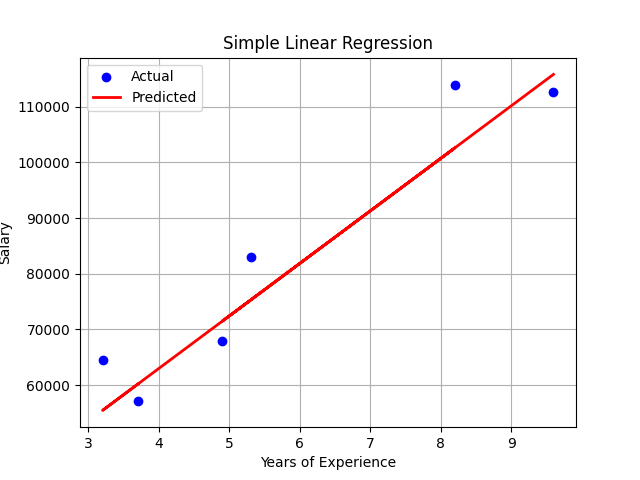 Simple Linear Regression
Actual
Predicted
110000
100000
90000
80000
70000
60000
Salary
3 4 5 6 7 8 9
Years of Experience